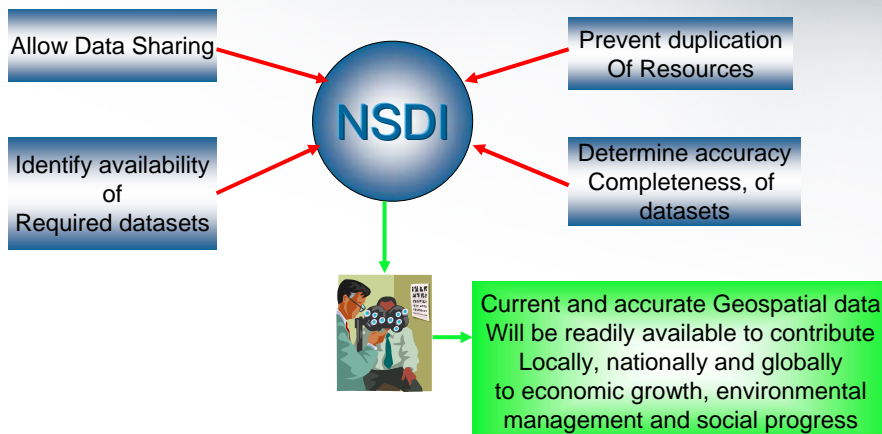 Allow Data Sharing
Prevent duplication
Of Resources
NSDI
Identify availability
of
Required datasets
Determine accuracy
Completeness, of
datasets
Current and accurate Geospatial data
Will be readily available to contribute
Locally, nationally and globally
to economic growth, environmental
management and social progress